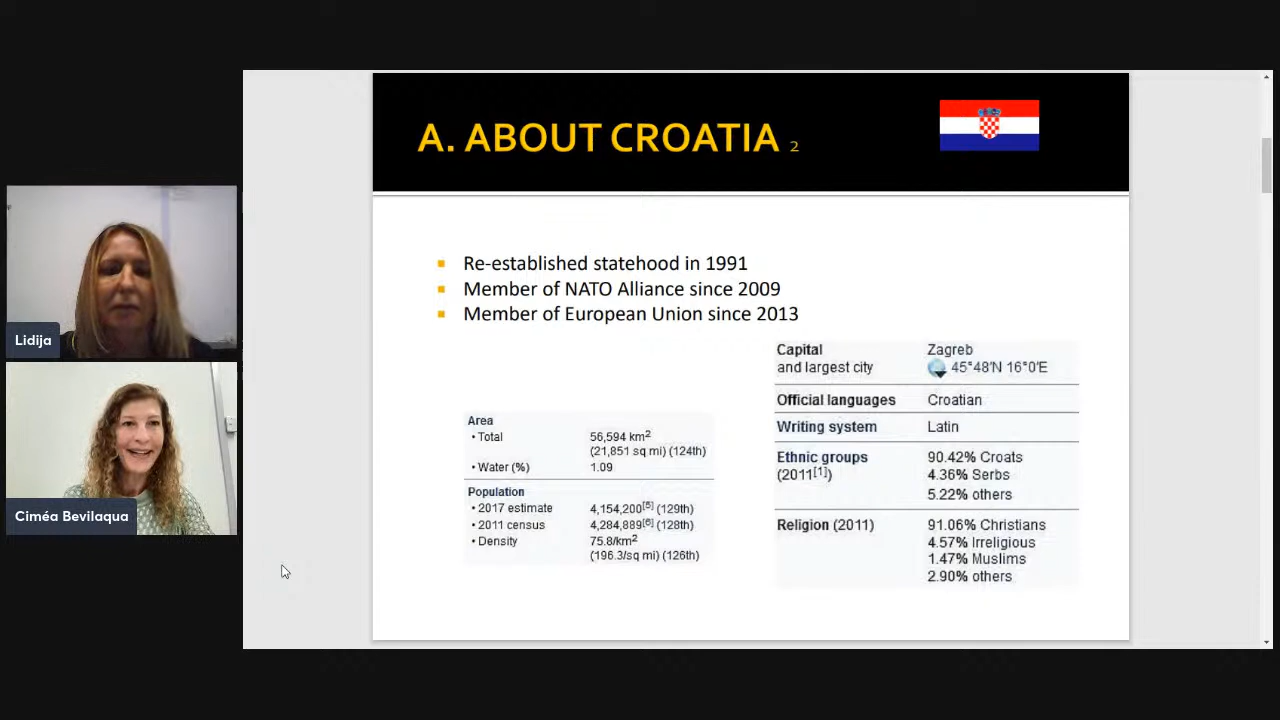 A. ABOUT CROATIA 2
Re-established statehood in 1991
Member of NATO Alliance since 2009
Member of European Union since 2013
Area
• Total 56,594 km²
(21,851 sq mi) (124th)
• Water (%) 1.09
Population
• 2017 estimate 4,154,200[5] (129th)
• 2011 census 4,284,889[6] (128th)
• Density 75.8/km²
(196.3/sq mi) (126th)
Capital Zagreb
and largest city 45°48′N 16°0′E
Official languages Croatian
Writing system Latin
Ethnic groups 90.42% Croats
(2011[1]) 4.36% Serbs
5.22% others
Religion (2011) 91.06% Christians
4.57% Irreligious
1.47% Muslims
2.90% others
Lidija
Ciméa Bevilaqua